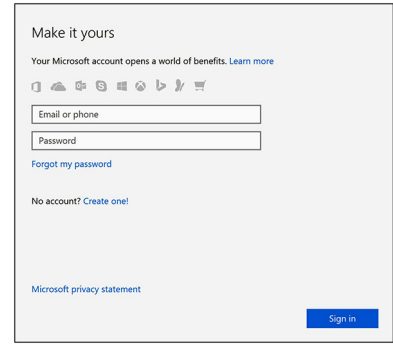 Make it yours
Your Microsoft account opens a world of benefits. Learn more
Email or phone
Password
Forgot my password
No account? Create one!
Microsoft privacy statement
Sign in